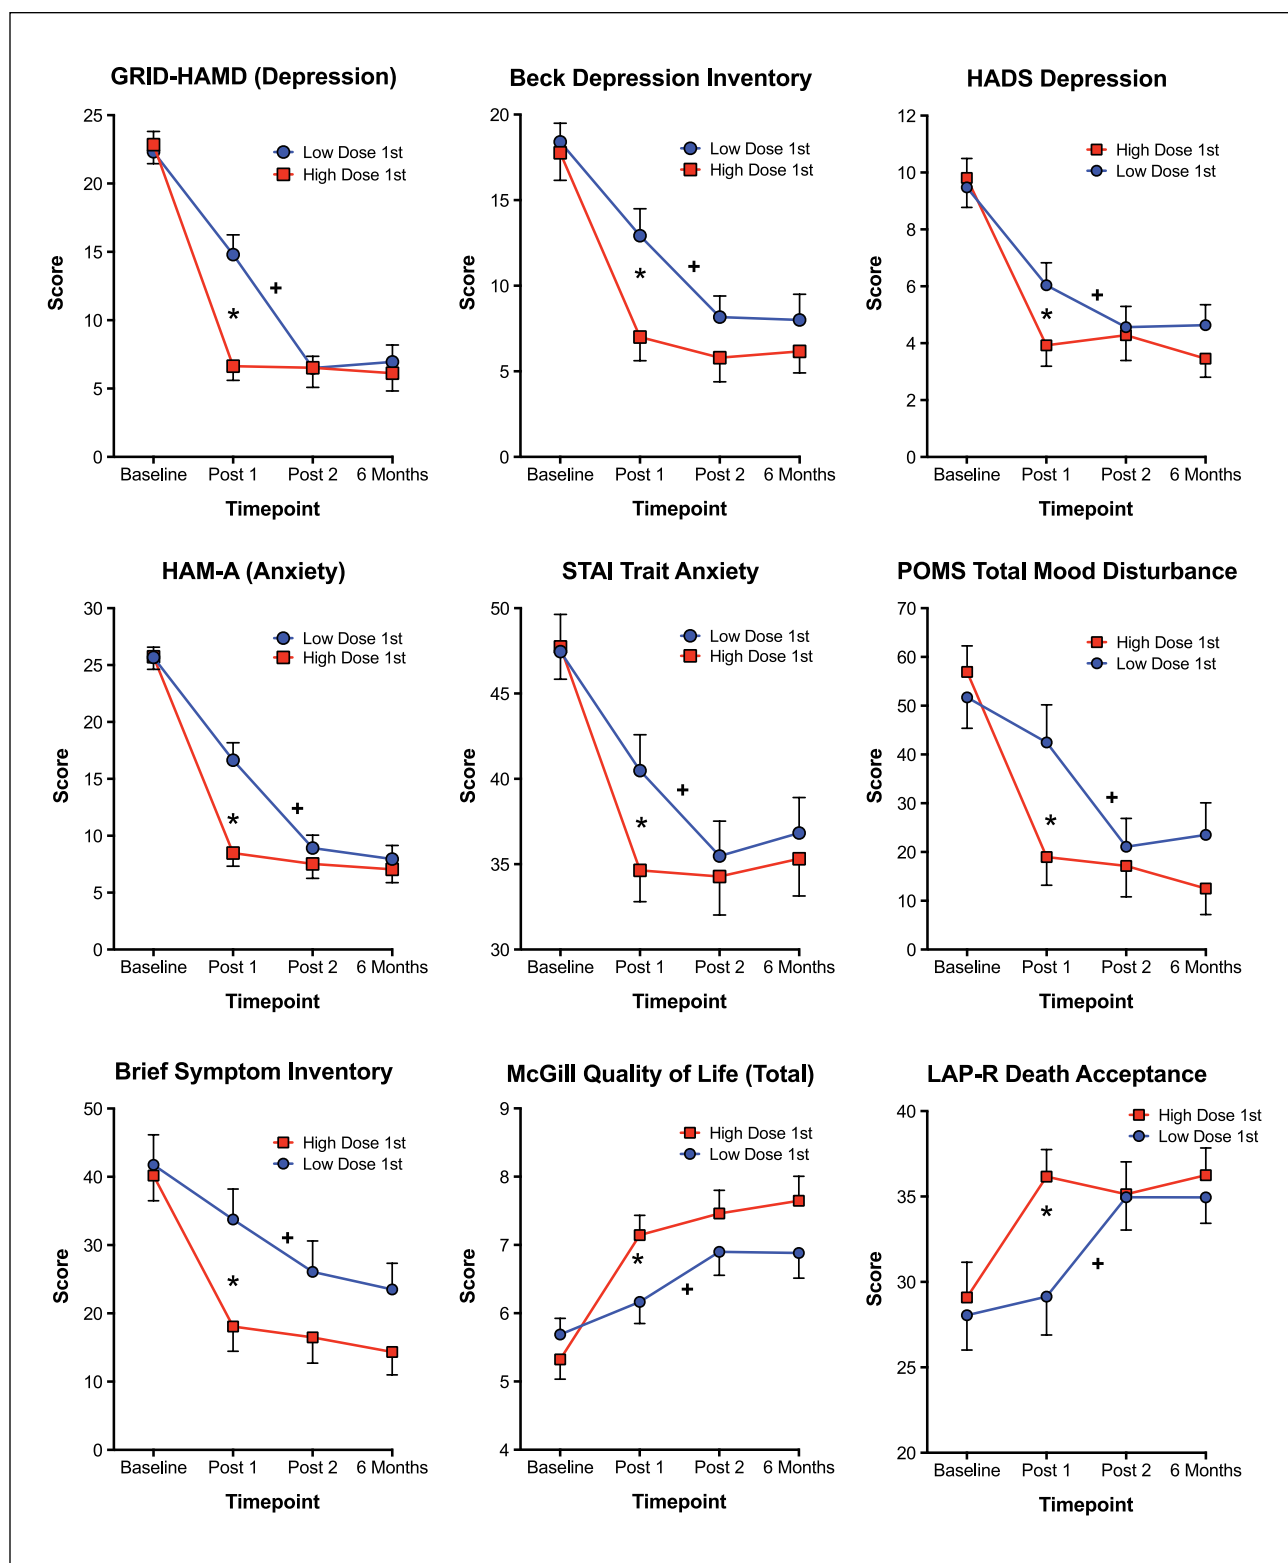 GRID-HAMD (Depression)
25
20
15
10
5
0
Score
Low Dose 1st
High Dose 1st
*
+
Baseline Post 1 Post 2 6 Months
Timepoint
Beck Depression Inventory
20
15
10
5
0
Score
Low Dose 1st
High Dose 1st
*
+
Baseline Post 1 Post 2 6 Months
Timepoint
HADS Depression
12
10
8
6
4
2
0
Score
High Dose 1st
Low Dose 1st
*
+
Baseline Post 1 Post 2 6 Months
Timepoint
HAM-A (Anxiety)
30
25
20
15
10
5
0
Score
Low Dose 1st
High Dose 1st
*
+
Baseline Post 1 Post 2 6 Months
Timepoint
STAI Trait Anxiety
50
45
40
35
30
Score
Low Dose 1st
High Dose 1st
*
+
Baseline Post 1 Post 2 6 Months
Timepoint
POMS Total Mood Disturbance
70
60
50
40
30
20
10
0
Score
High Dose 1st
Low Dose 1st
*
+
Baseline Post 1 Post 2 6 Months
Timepoint
Brief Symptom Inventory
50
40
30
20
10
0
Score
High Dose 1st
Low Dose 1st
*
+
Baseline Post 1 Post 2 6 Months
Timepoint
McGill Quality of Life (Total)
9
8
7
6
5
4
Score
High Dose 1st
Low Dose 1st
*
+
Baseline Post 1 Post 2 6 Months
Timepoint
LAP-R Death Acceptance
40
35
30
25
20
Score
High Dose 1st
Low Dose 1st
*
+
Baseline Post 1 Post 2 6 Months
Timepoint